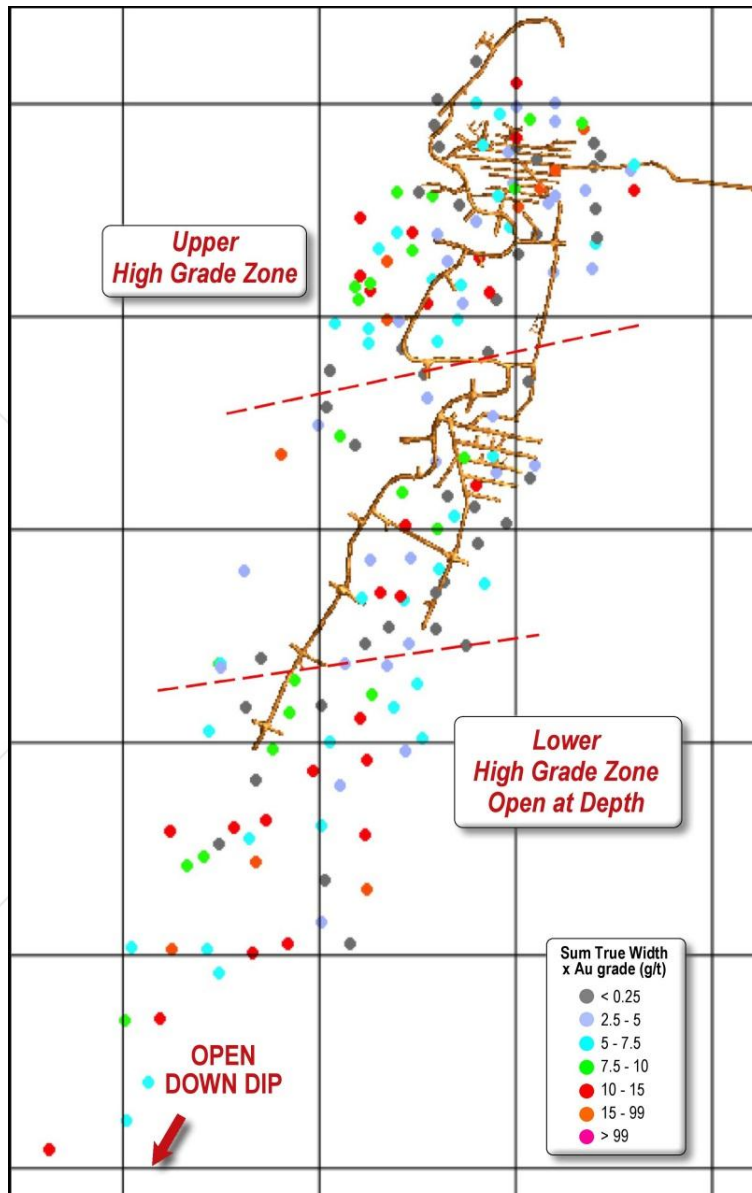 Upper
High Grade Zone
Lower
High Grade Zone
Open at Depth
Sum True Width
x Au grade (g/t)
< 0.25
2.5 - 5
5 - 7.5
7.5 - 10
10 - 15
15 - 99
> 99
OPEN
DOWN DIP